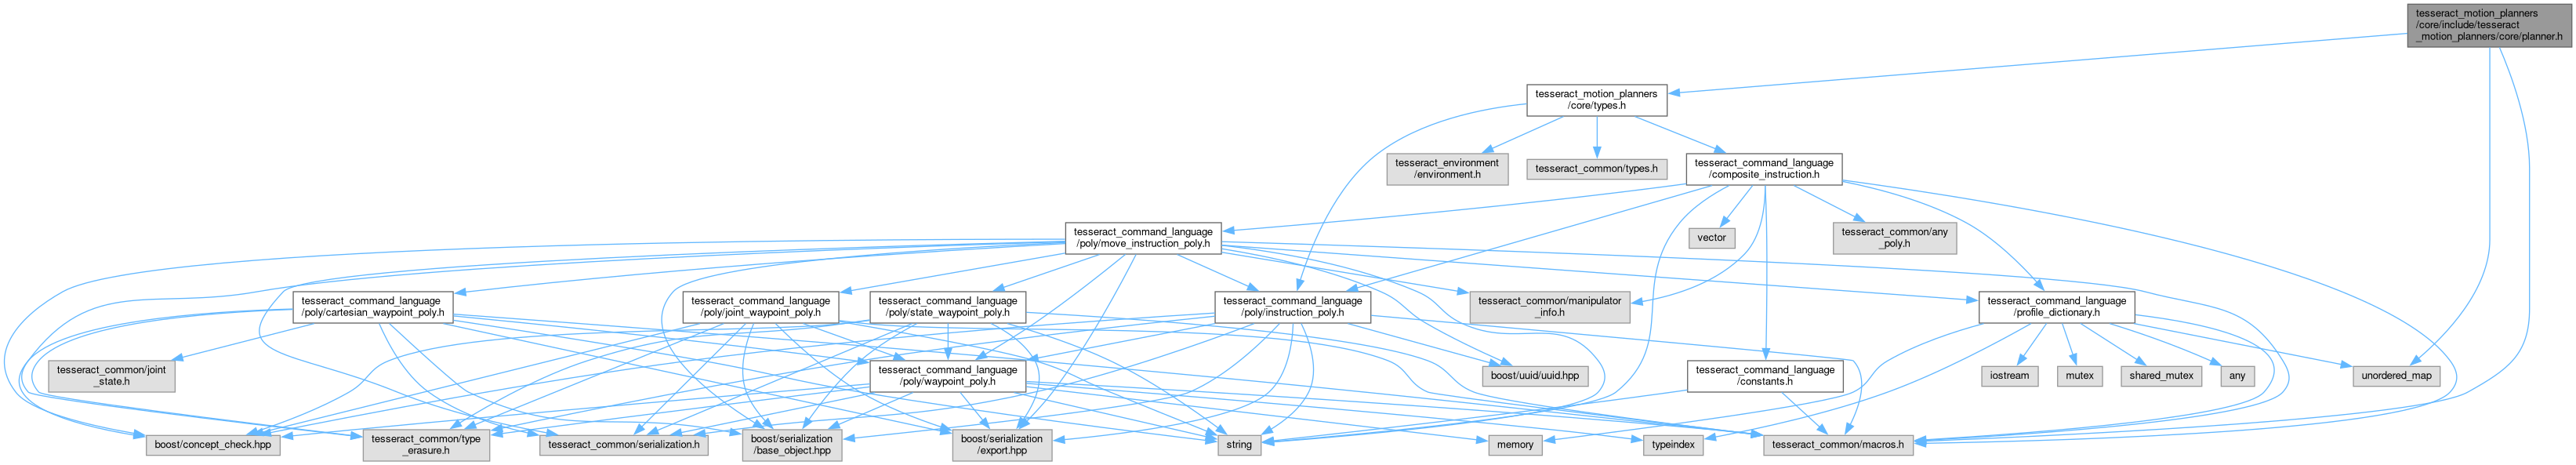 tesseract_motion_planners
/core/include/tesseract
_motion_planners/core/planner.h
tesseract_motion_planners
/core/types.h
tesseract_environment
/environment.h
tesseract_common/types.h
tesseract_command_language
/composite_instruction.h
tesseract_command_language
/poly/move_instruction_poly.h
vector
tesseract_common/any
_poly.h
tesseract_command_language
/poly/cartesian_waypoint_poly.h
tesseract_command_language
/poly/joint_waypoint_poly.h
tesseract_command_language
/poly/state_waypoint_poly.h
tesseract_command_language
/poly/instruction_poly.h
tesseract_common/manipulator
_info.h
tesseract_command_language
/profile_dictionary.h
tesseract_common/joint
_state.h
tesseract_command_language
/poly/waypoint_poly.h
boost/uuid/uuid.hpp
tesseract_command_language
/constants.h
iostream
mutex
shared_mutex
any
unordered_map
boost/concept_check.hpp
tesseract_common/type
_erasure.h
tesseract_common/serialization.h
boost/serialization
/base_object.hpp
boost/serialization
/export.hpp
string
memory
typeindex
tesseract_common/macros.h